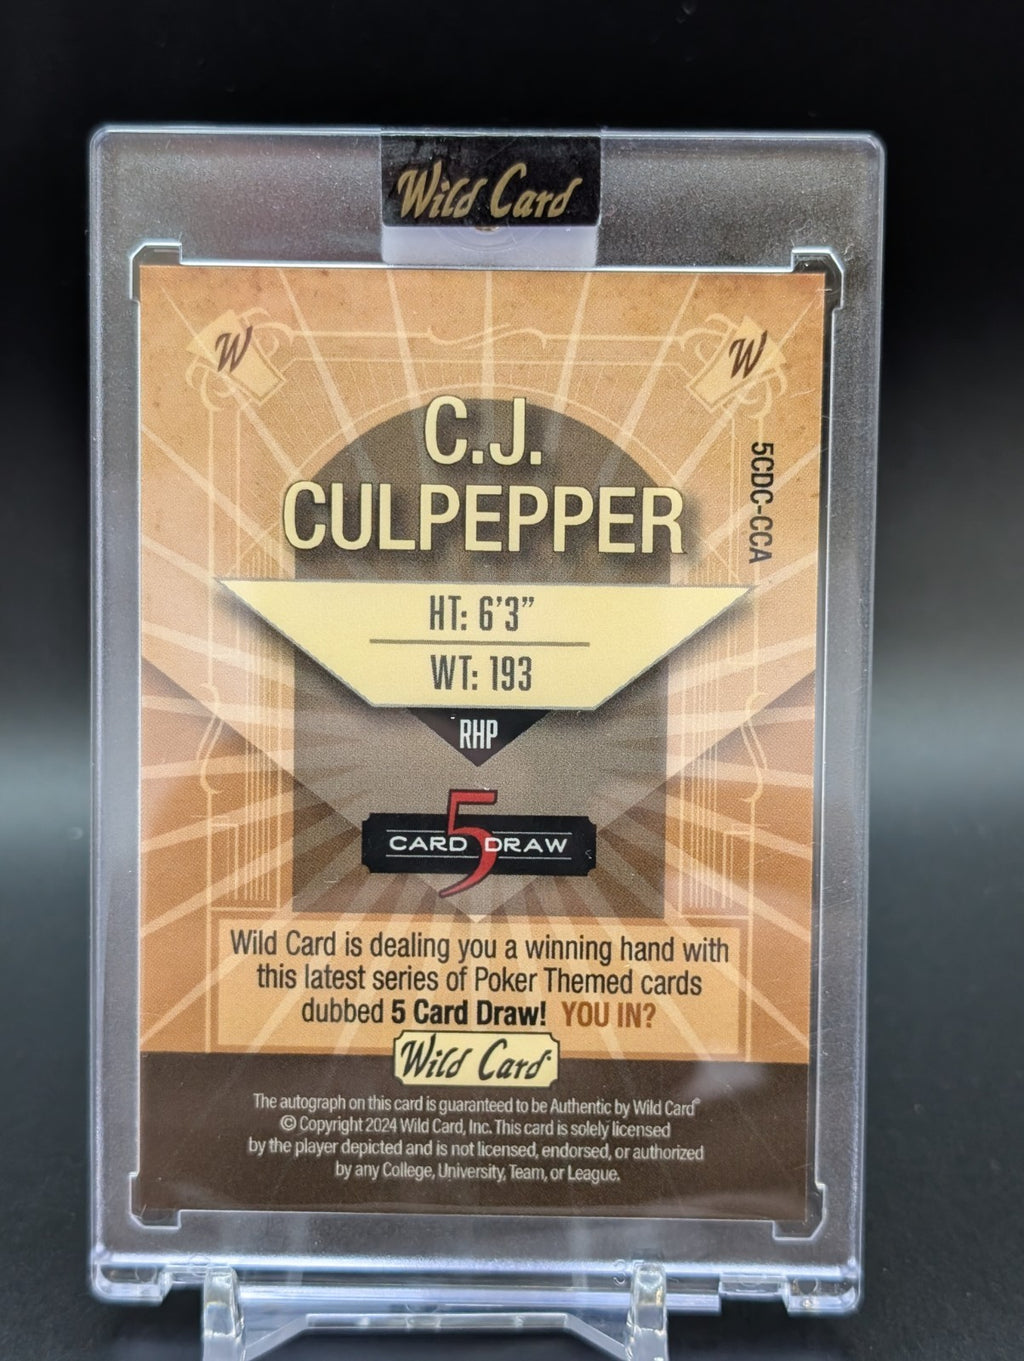 Wild Card
W
W
C.J.
CULPEPPER
5CDC-CCA
HT: 6'3”
WT: 193
RHP
5
CARD DRAW
Wild Card is dealing you a winning hand with
this latest series of Poker Themed cards
dubbed 5 Card Draw! YOU IN?
Wild Card
The autograph on this card is guaranteed to be Authentic by Wild Card®
© Copyright 2024 Wild Card, Inc. This card is solely licensed
by the player depicted and is not licensed, endorsed, or authorized
by any College, University, Team, or League.